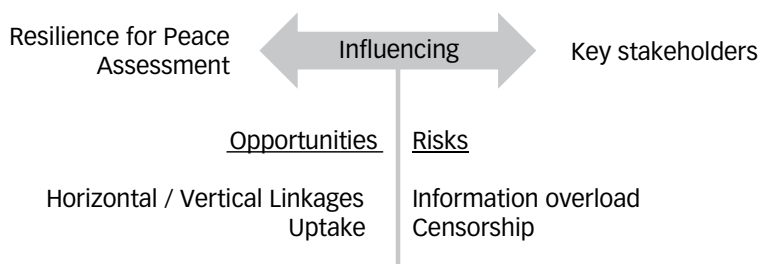 Resilience for Peace
Assessment
Influencing
Key stakeholders
Opportunities
Risks
Horizontal / Vertical Linkages
Uptake
Information overload
Censorship